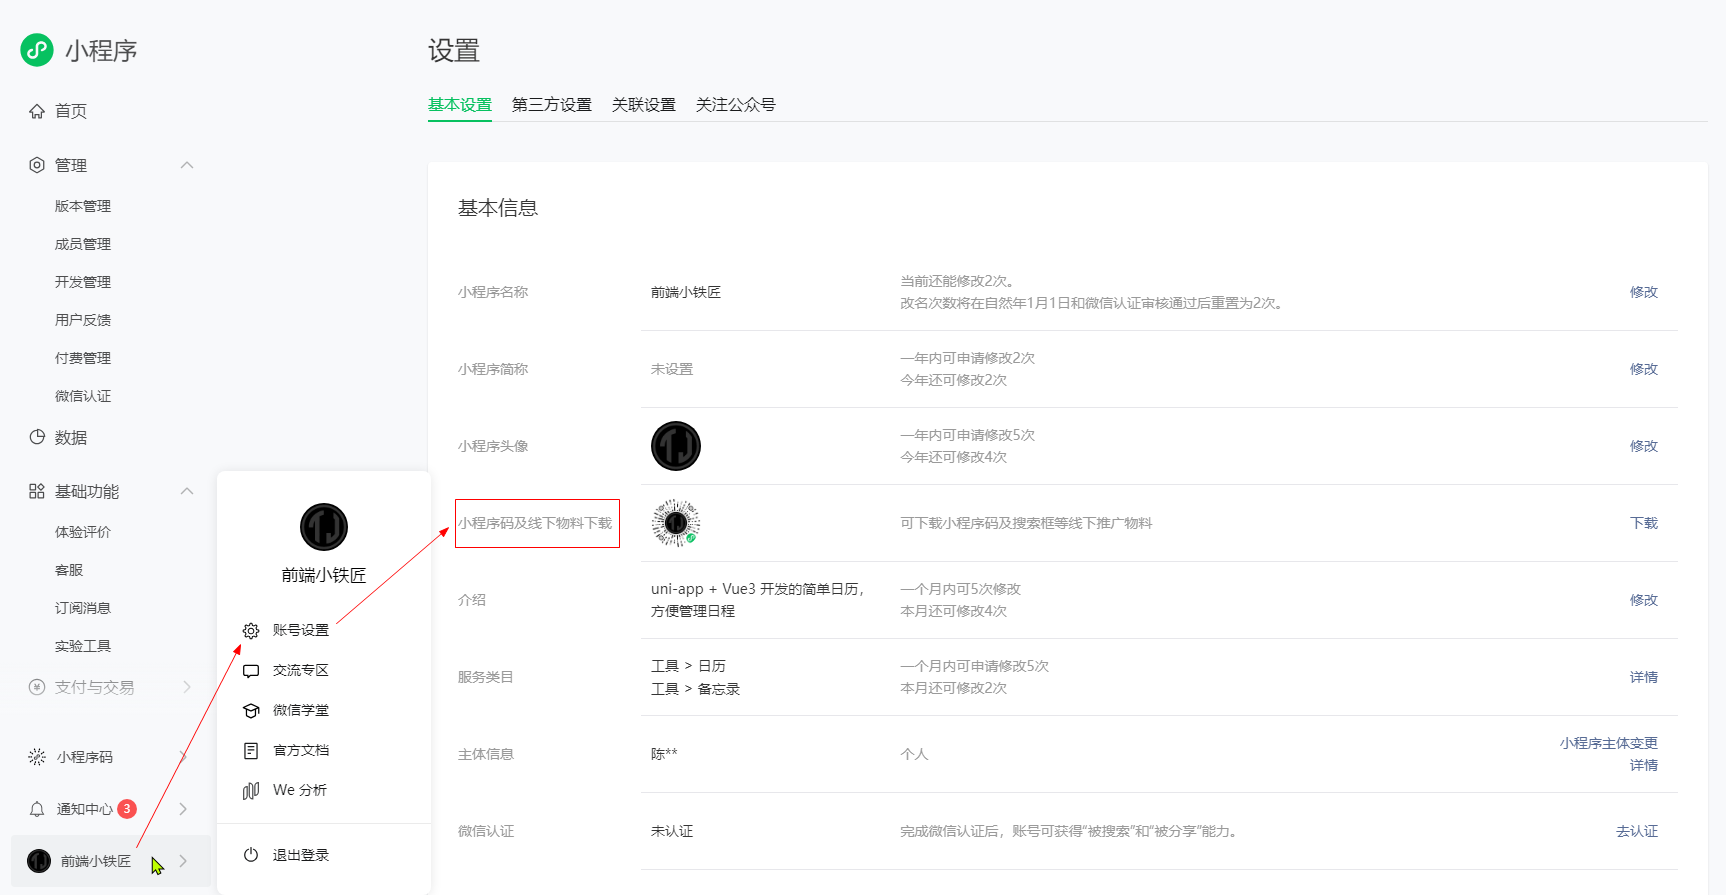 小程序
首页
管理
版本管理
成员管理
开发管理
用户反馈
付费管理
微信认证
数据
基础功能
体验评价
客服
订阅消息
实验工具
支付与交易
小程序码
通知中心 3
前端小铁匠
TJ
前端小铁匠
账号设置
交流专区
微信学堂
官方文档
We 分析
退出登录
设置
基本设置 第三方设置 关联设置 关注公众号
基本信息
小程序名称 前端小铁匠 当前还能修改2次。
改名次数将在自然年1月1日和微信认证审核通过后重置为2次。 修改
小程序简称 未设置 一年内可申请修改2次
今年还可修改2次 修改
小程序头像 TJ 一年内可申请修改5次
今年还可修改4次 修改
小程序码及线下物料下载 TJ 可下载小程序码及搜索框等线下推广物料 下载
介绍 uni-app + Vue3 开发的简单日历，
方便管理日程 一个月内可5次修改
本月还可修改4次 修改
服务类目 工具 > 日历
工具 > 备忘录 一个月内可申请修改5次
本月还可修改2次 详情
主体信息 陈** 个人 小程序主体变更
详情
微信认证 未认证 完成微信认证后，账号可获得“被搜索”和“被分享”能力。 去认证